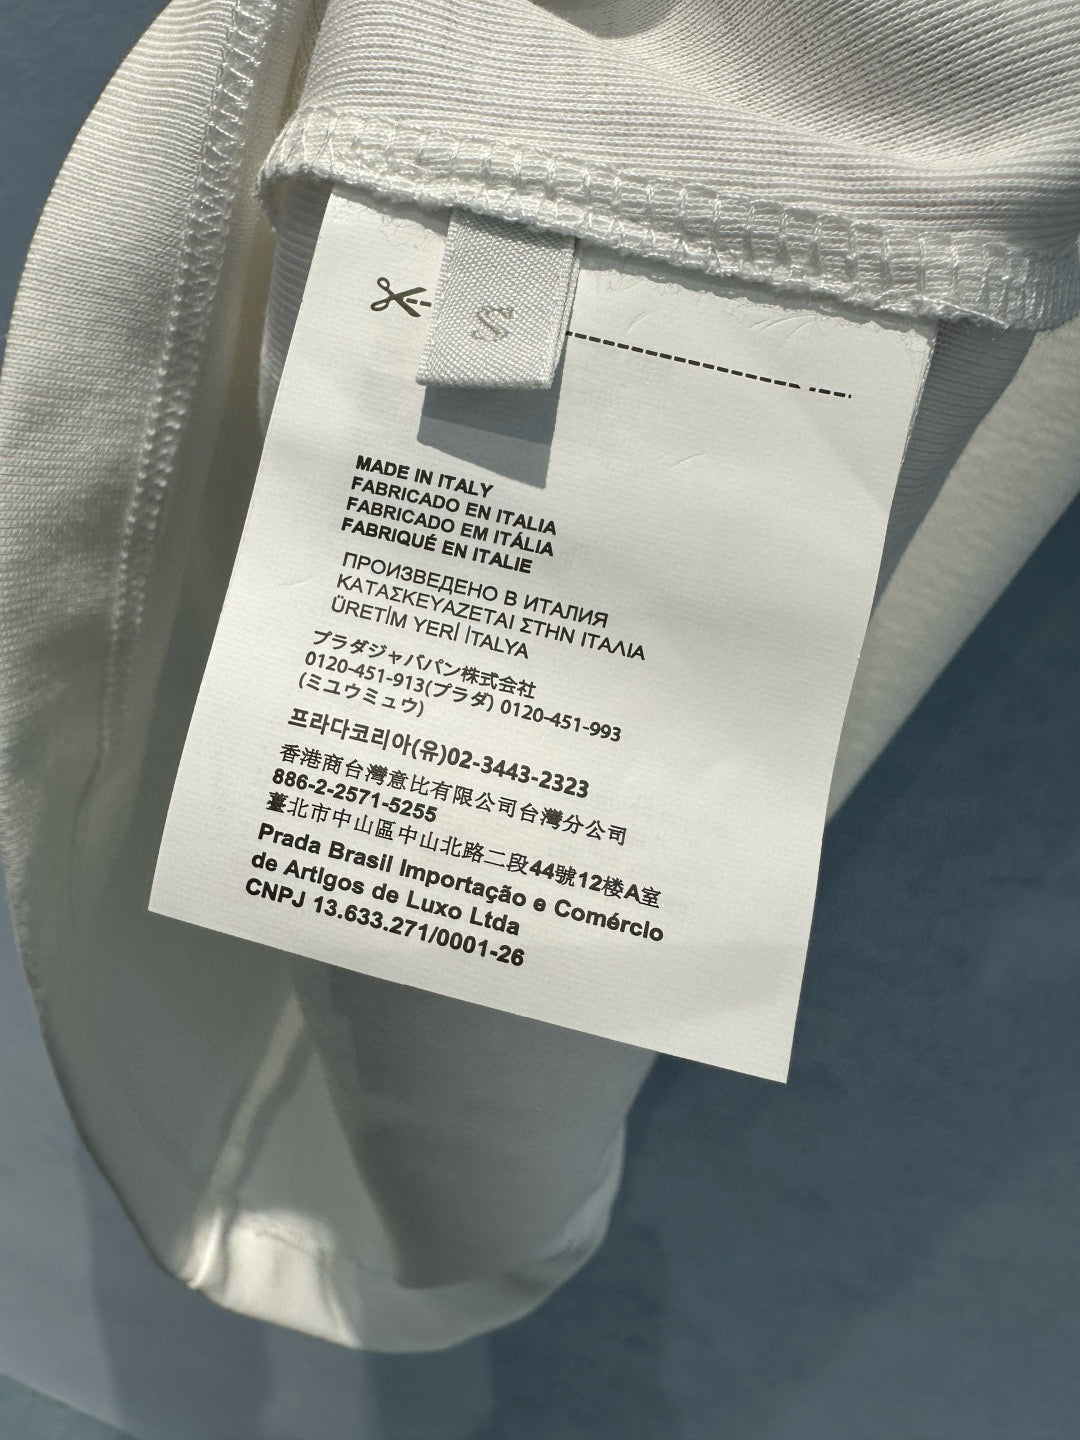 S
MADE IN ITALY
FABRICADO EN ITALIA
FABRICADO EM ITÁLIA
FABRIQUÉ EN ITALIE
ПРОИЗВЕДЕНО В ИТАЛИЯ
ΚΑΤΑΣΚΕΥΑΖΕΤΑΙ ΣΤΗΝ ΙΤΑΛΙΑ
ÜRETİM YERİ İTALYA
プラダジャパパン株式会社
0120-451-913(プラダ) 0120-451-993
(ミユウミュウ)
프라다코리아(유)02-3443-2323
香港商台灣意比有限公司台灣分公司
886-2-2571-5255
臺北市中山區中山北路二段44號12楼A室
Prada Brasil Importação e Comércio
de Artigos de Luxo Ltda
CNPJ 13.633.271/0001-26